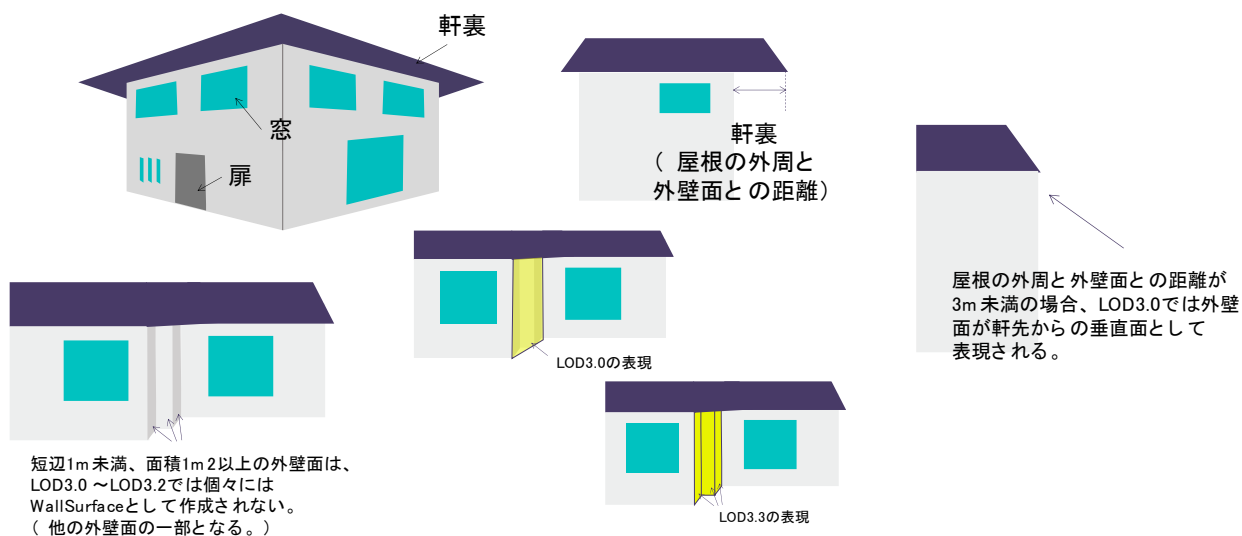 軒裏
窓
扉
軒裏
（ 屋根の外周と
外壁面との距離）
屋根の外周と外壁面との距離が
3m未満の場合、LOD3.0では外壁
面が軒先からの垂直面として
表現される。
LOD3.0の表現
短辺1m未満、面積1m2以上の外壁面は、
LOD3.0 ～LOD3.2では個々には
WallSurfaceとして作成されない。
（ 他の外壁面の一部となる。）
LOD3.3の表現